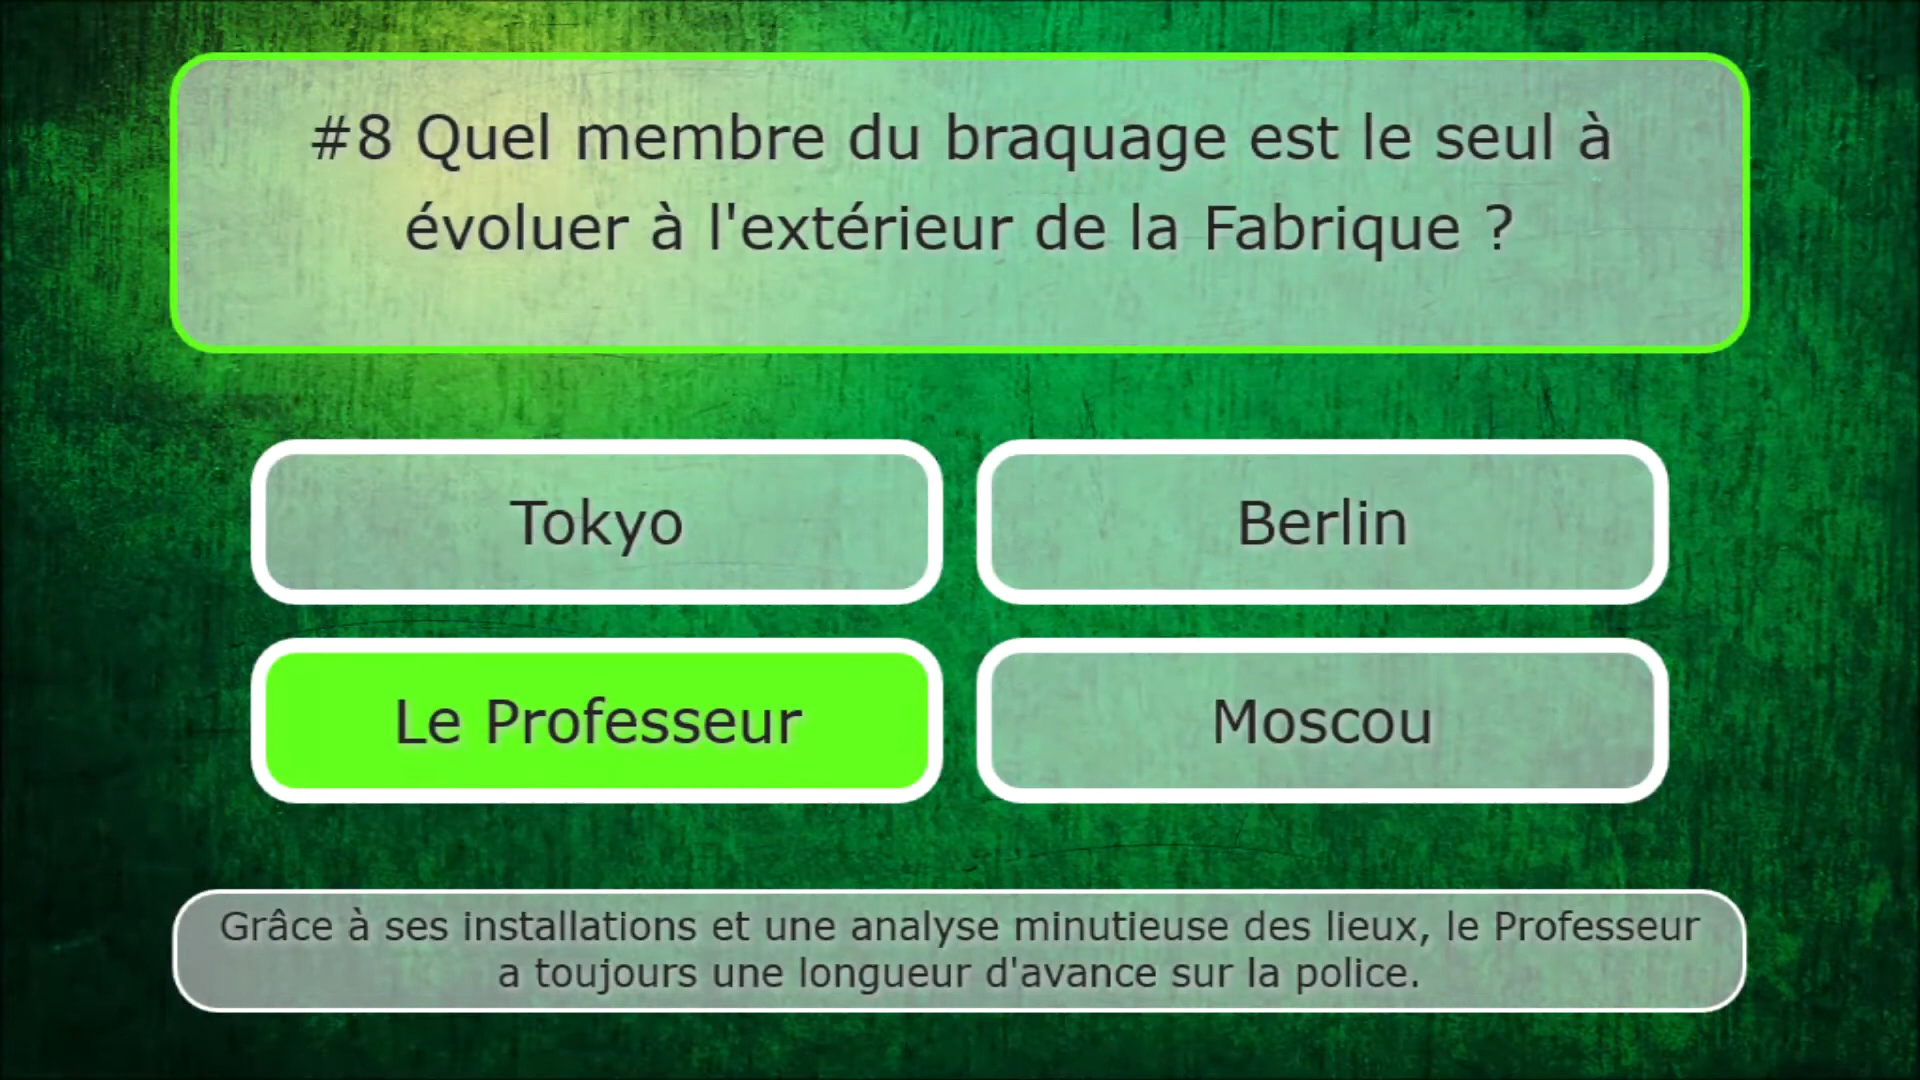 #8 Quel membre du braquage est le seul à
évoluer à l'extérieur de la Fabrique ?
Tokyo
Berlin
Le Professeur
Moscou
Grâce à ses installations et une analyse minutieuse des lieux, le Professeur
a toujours une longueur d'avance sur la police.